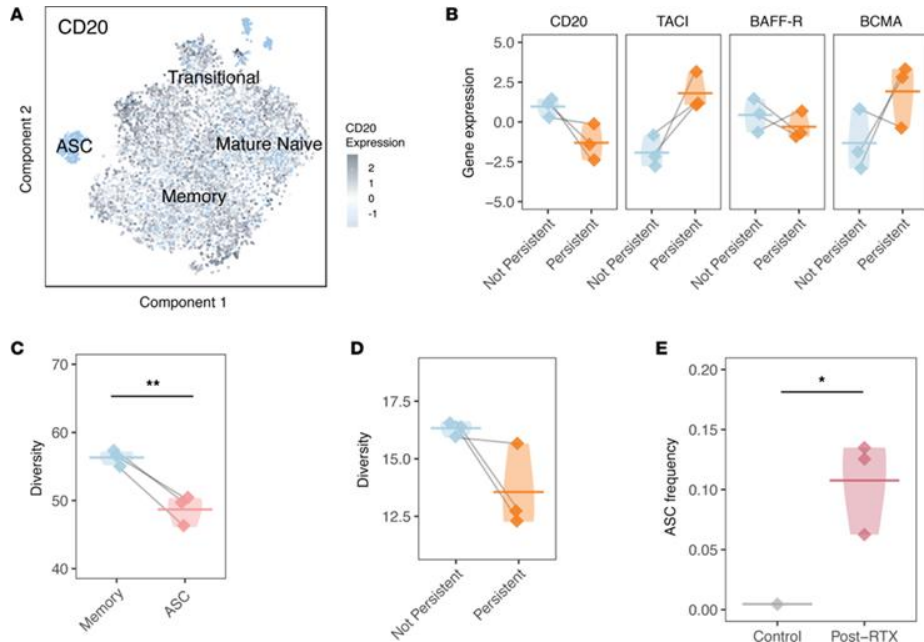 A
CD20
Transitional
ASC
Mature Naive
Memory
Component 2
Component 1
CD20
Expression
2
1
0
-1
B
CD20 TACI BAFF-R BCMA
Gene expression
5.0
2.5
0.0
-2.5
-5.0
Not Persistent Persistent Not Persistent Persistent Not Persistent Persistent Not Persistent Persistent
C
Diversity
70
60
50
40
**
Memory ASC
D
Diversity
17.5
15.0
12.5
Not Persistent Persistent
E
ASC frequency
0.20
0.15
0.10
0.05
0.00
*
Control Post-RTX